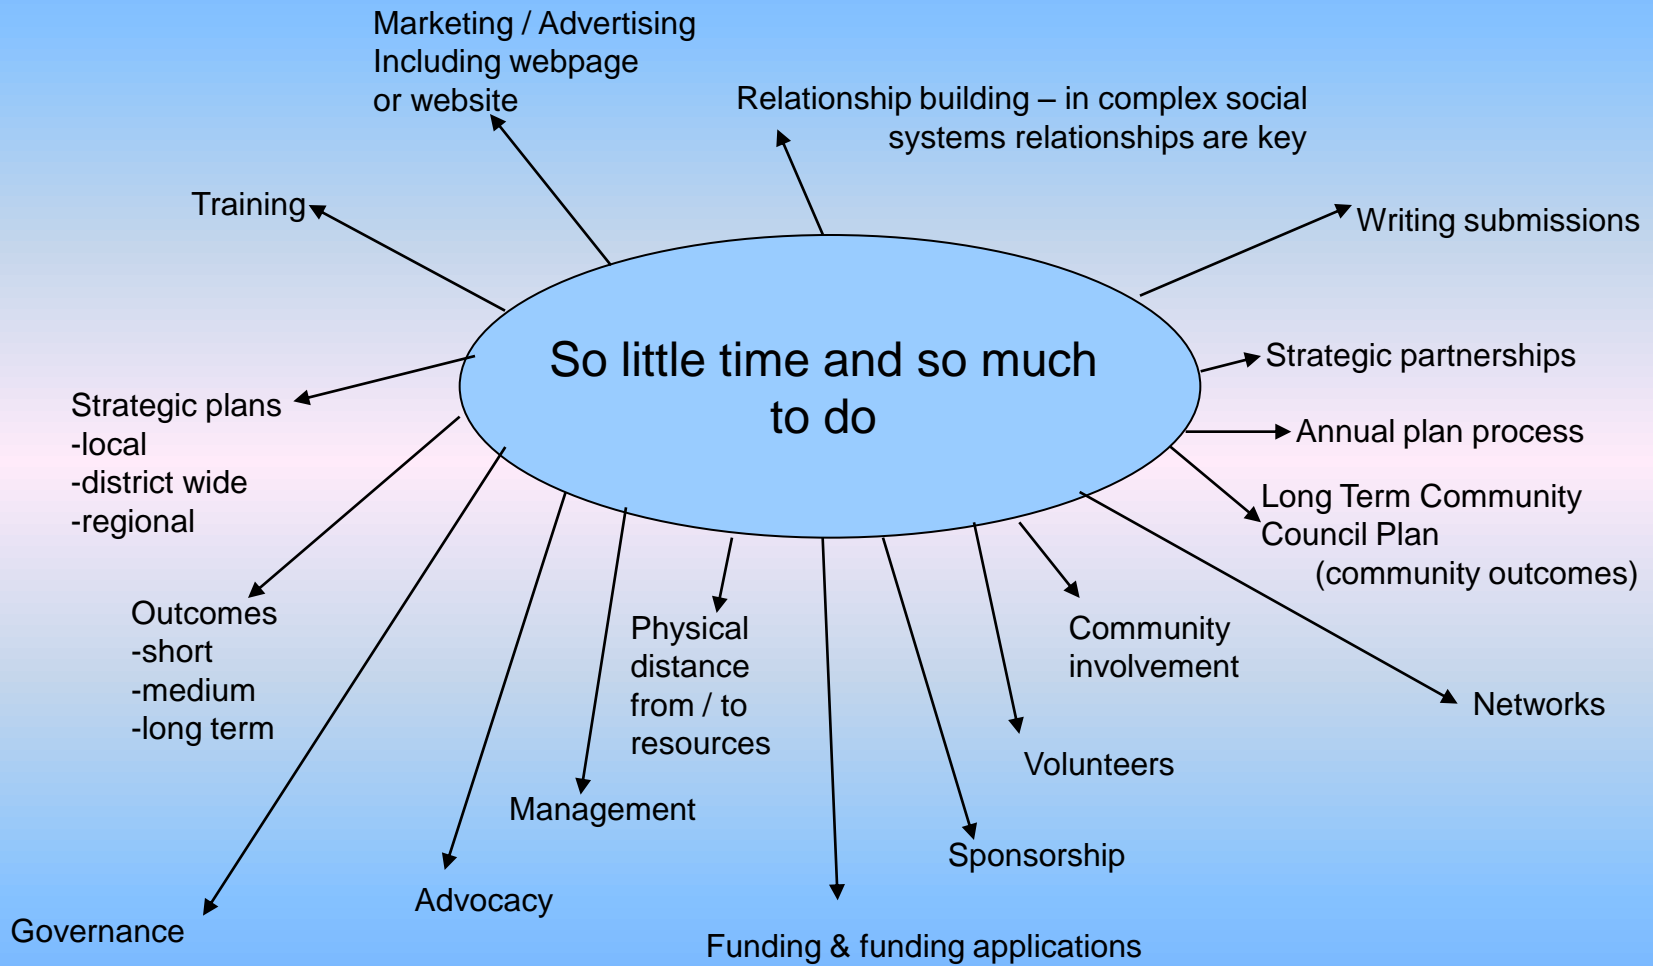 Marketing / Advertising
Including webpage
or website
Relationship building – in complex social
systems relationships are key
Training
Writing submissions
So little time and so much
to do
Strategic partnerships
Annual plan process
Long Term Community
Council Plan
(community outcomes)
Strategic plans
-local
-district wide
-regional
Outcomes
-short
-medium
-long term
Physical
distance
from / to
resources
Community
involvement
Networks
Volunteers
Management
Sponsorship
Advocacy
Governance
Funding & funding applications